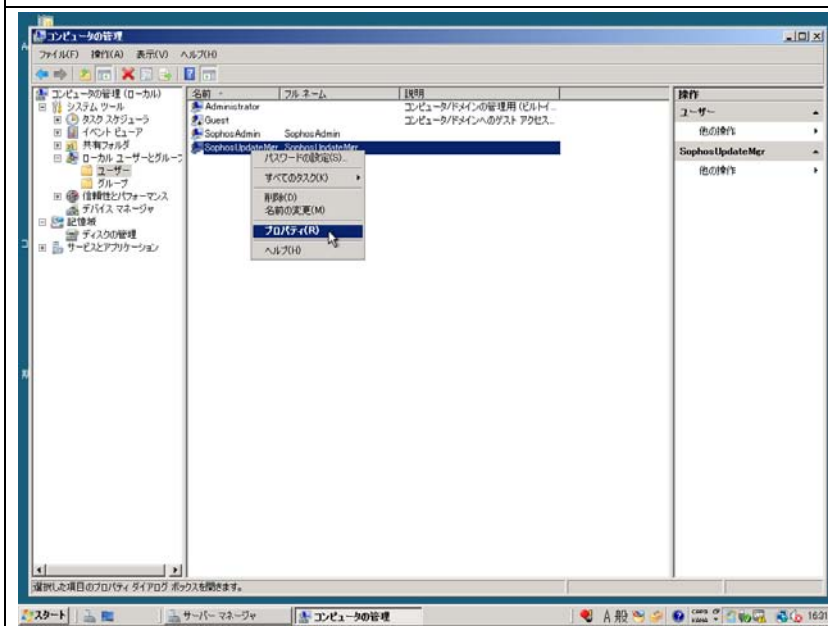 コンピュータの管理
ファイル(F) 操作(A) 表示(V) ヘルプ(H)
コンピュータの管理 (ローカル)
システム ツール
タスク スケジューラ
イベント ビューア
共有フォルダ
ローカル ユーザーとグルーフ
ユーザー
グループ
信頼性とパフォーマンス
デバイス マネージャ
記憶域
ディスクの管理
サービスとアプリケーション
名前 フル ネーム 説明
Administrator コンピュータ/ドメインの管理用 (ビルトイ...
Guest コンピュータ/ドメインへのゲスト アクセス...
SophosAdmin SophosAdmin
SophosUpdateMgr SophosUpdateMgr
パスワードの設定(S)...
すべてのタスク(K)
削除(D)
名前の変更(M)
プロパティ(R)
ヘルプ(H)
操作
ユーザー
他の操作
SophosUpdateMgr
他の操作
選択した項目のプロパティ ダイアログ ボックスを開きます。
スタート サーバー マネージャ コンピュータの管理 A 般 CAPS KANA 16:31